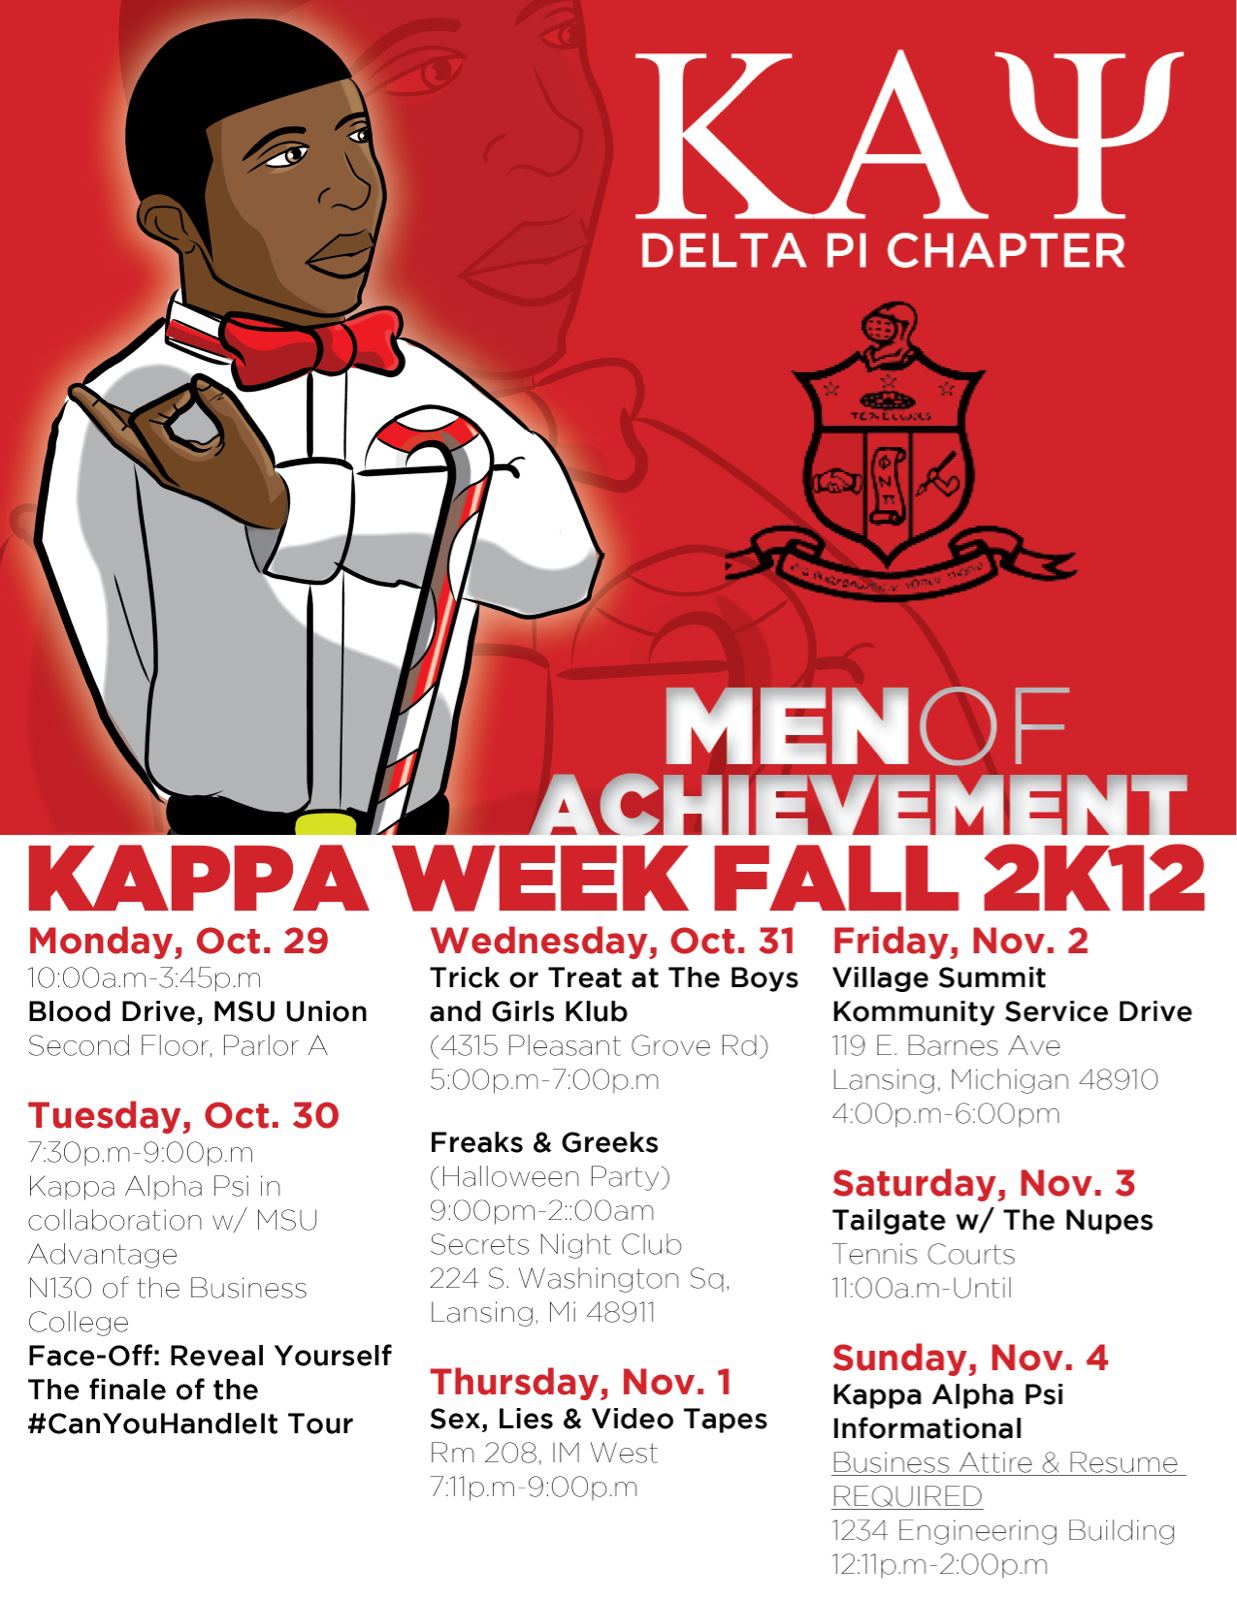 ΚΑΨ
DELTA PI CHAPTER
ΦΝΠ
MEN OF
ACHIEVEMENT
KAPPA WEEK FALL 2K12
Monday, Oct. 29
10:00a.m-3:45p.m
Blood Drive, MSU Union
Second Floor, Parlor A
Tuesday, Oct. 30
7:30p.m-9:00p.m
Kappa Alpha Psi in
collaboration w/ MSU
Advantage
N130 of the Business
College
Face-Off: Reveal Yourself
The finale of the
#CanYouHandleIt Tour
Wednesday, Oct. 31
Trick or Treat at The Boys
and Girls Klub
(4315 Pleasant Grove Rd)
5:00p.m-7:00p.m
Freaks & Greeks
(Halloween Party)
9:00pm-2::00am
Secrets Night Club
224 S. Washington Sq,
Lansing, Mi 48911
Thursday, Nov. 1
Sex, Lies & Video Tapes
Rm 208, IM West
7:11p.m-9:00p.m
Friday, Nov. 2
Village Summit
Kommunity Service Drive
119 E. Barnes Ave
Lansing, Michigan 48910
4:00p.m-6:00pm
Saturday, Nov. 3
Tailgate w/ The Nupes
Tennis Courts
11:00a.m-Until
Sunday, Nov. 4
Kappa Alpha Psi
Informational
Business Attire & Resume
REQUIRED
1234 Engineering Building
12:11p.m-2:00p.m